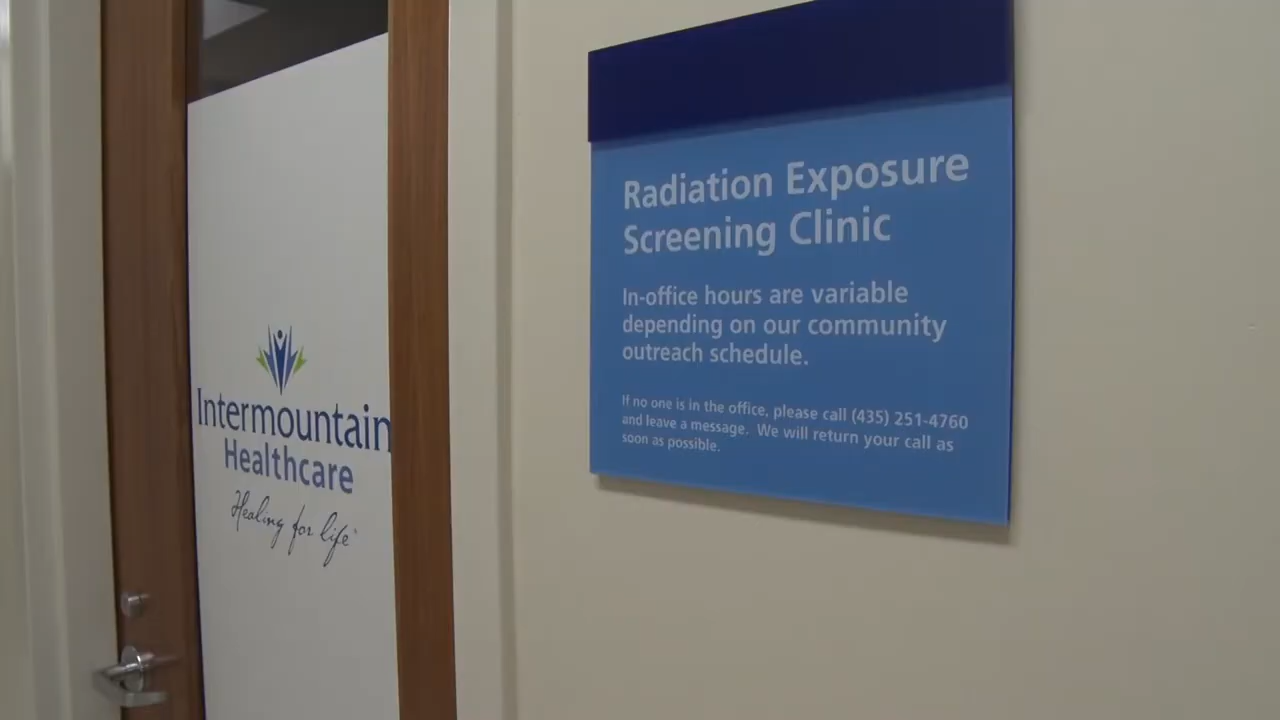 Intermountain
Healthcare
Healing for life
Radiation Exposure
Screening Clinic
In-office hours are variable
depending on our community
outreach schedule.
If no one is in the office, please call (435) 251-4760
and leave a message. We will return your call as
soon as possible.